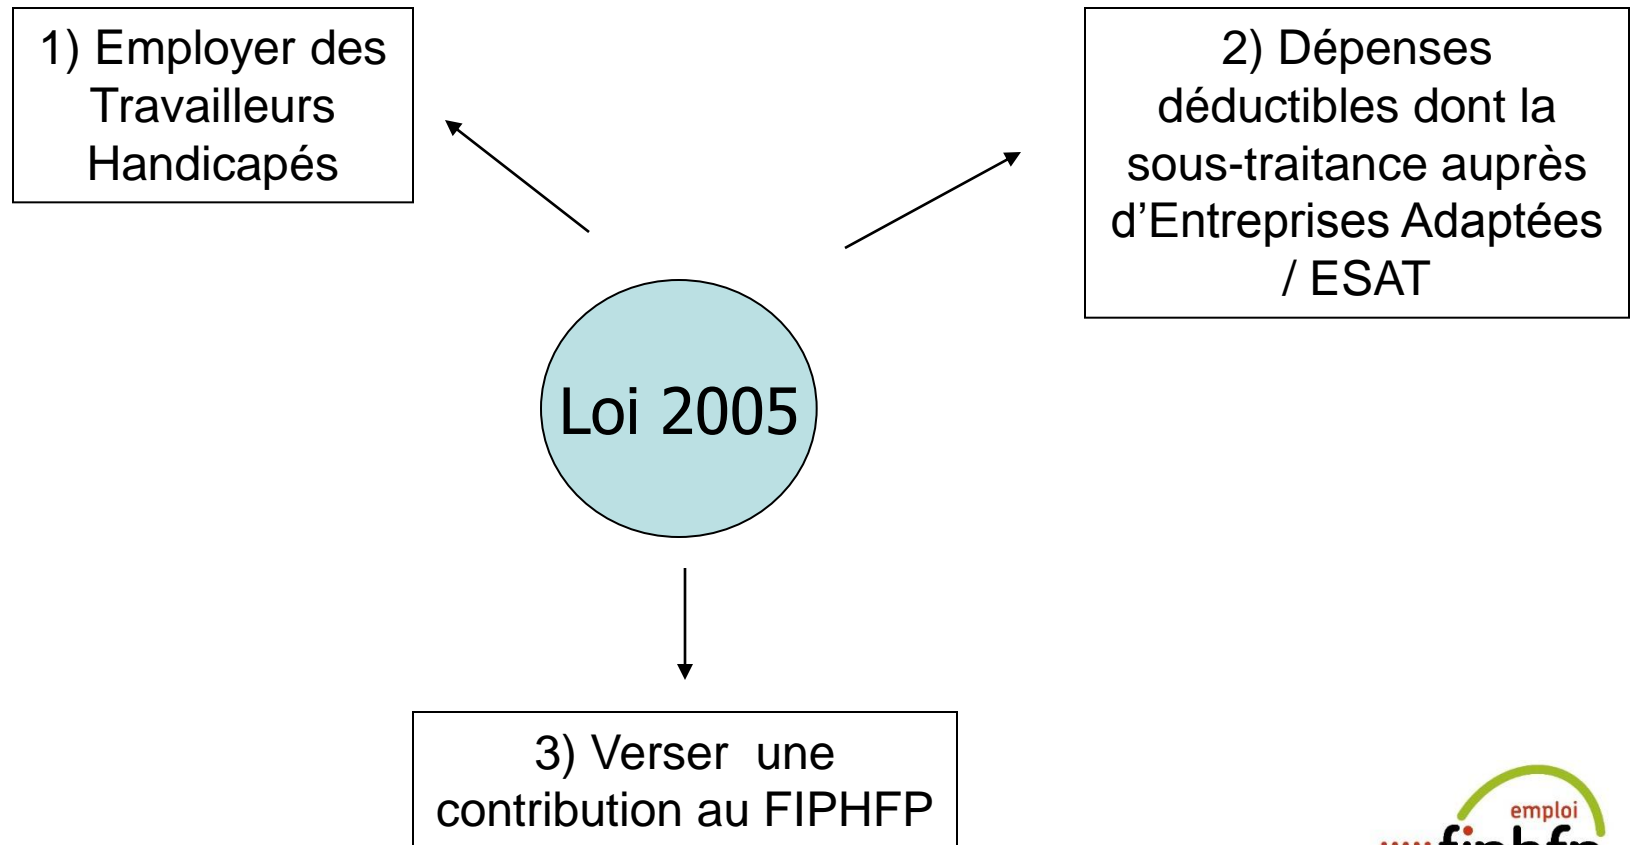 1) Employer des
Travailleurs
Handicapés
2) Dépenses
déductibles dont la
sous-traitance auprès
d’Entreprises Adaptées
/ ESAT
Loi 2005
3) Verser  une
contribution au FIPHFP
emploi
fiphfp